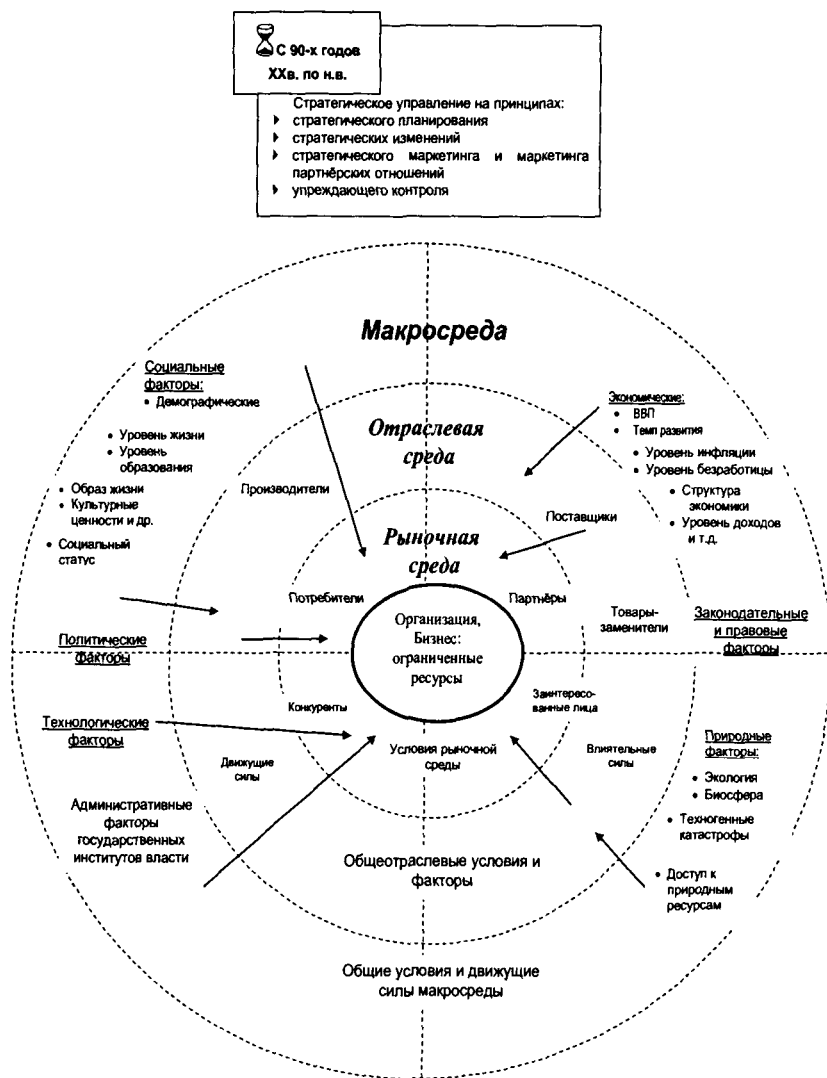 С 90-х годов
XXв. по н.в.
Стратегическое управление на принципах:
стратегического планирования
стратегических изменений
стратегического маркетинга и маркетинга
партнёрских отношений
упреждающего контроля
Макросреда
Социальные
факторы:
• Демографические
• Уровень жизни
• Уровень
образования
• Образ жизни
• Культурные
ценности и др.
• Социальный
статус
Экономические:
• ВВП
• Темп развития
• Уровень инфляции
• Уровень безработицы
• Структура
экономики
• Уровень доходов
и т.д.
Отраслевая
среда
Производители
Поставщики
Рыночная
среда
Потребители
Партнёры
Организация,
Бизнес:
ограниченные
ресурсы
Товары-
заменители
Законодательные
и правовые
факторы
Политические
факторы
Технологические
факторы
Конкуренты
Заинтересо-
ванные лица
Условия рыночной
среды
Движущие
силы
Влиятельные
силы
Природные
факторы:
• Экология
• Биосфера
• Техногенные
катастрофы
• Доступ к
природным
ресурсам
Административные
факторы
государственных
институтов власти
Общеотраслевые условия и
факторы
Общие условия и движущие
силы макросреды